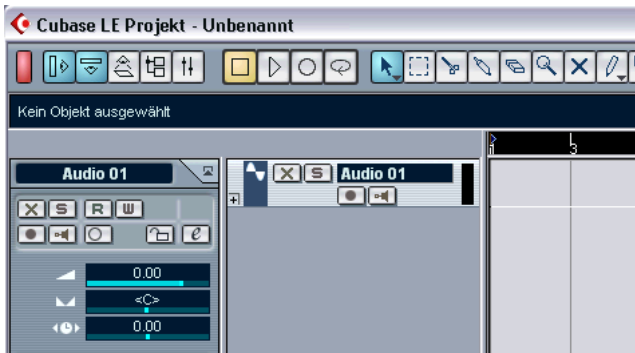 Cubase LE Projekt - Unbenannt
Kein Objekt ausgewählt
1 3
Audio 01
X S R W
e
0.00
<C>
0.00
X S Audio 01